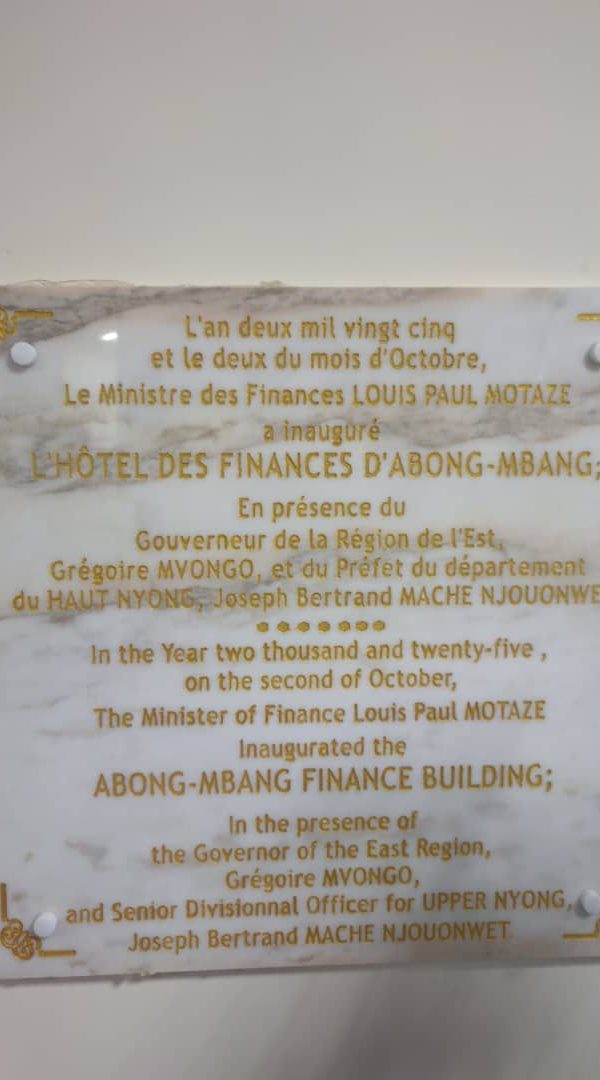 L'an deux mil vingt cinq
et le deux du mois d'Octobre,
Le Ministre des Finances LOUIS PAUL MOTAZE
a inauguré
L'HÔTEL DES FINANCES D'ABONG-MBANG;
En présence du
Gouverneur de la Région de l'Est,
Grégoire MVONGO, et du Préfet du département
du HAUT NYONG, Joseph Bertrand MACHE NJOUONWE
In the Year two thousand and twenty-five ,
on the second of October,
The Minister of Finance Louis Paul MOTAZE
Inaugurated the
ABONG-MBANG FINANCE BUILDING;
In the presence of
the Governor of the East Region,
Grégoire MVONGO,
and Senior Divisionnal Officer for UPPER NYONG,
Joseph Bertrand MACHE NJOUONWET